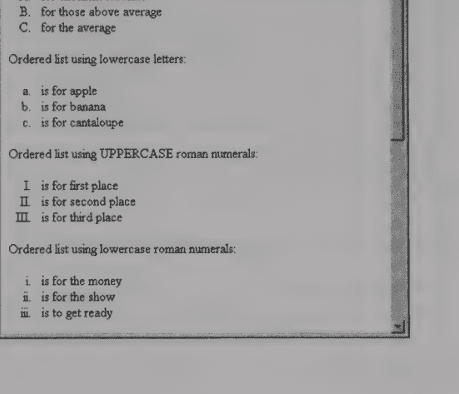 B. for those above average
C. for the average
Ordered list using lowercase letters:
a. is for apple
b. is for banana
c. is for cantaloupe
Ordered list using UPPERCASE roman numerals:
I. is for first place
II. is for second place
III. is for third place
Ordered list using lowercase roman numerals:
i. is for the money
ii. is for the show
iii. is to get ready